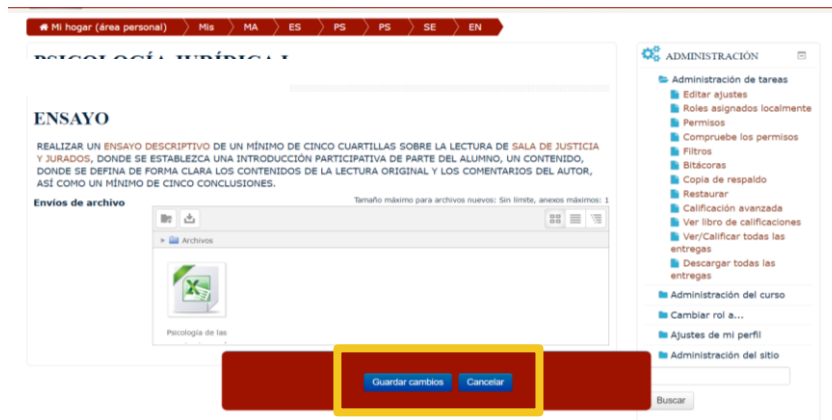 Mi hogar (área personal) Mis MA ES PS PS SE EN
PSICOLOGÍA JURÍDICA I
ENSAYO
REALIZAR UN ENSAYO DESCRIPTIVO DE UN MÍNIMO DE CINCO CUARTILLAS SOBRE LA LECTURA DE SALA DE JUSTICIA
Y JURADOS, DONDE SE ESTABLEZCA UNA INTRODUCCIÓN PARTICIPATIVA DE PARTE DEL ALUMNO, UN CONTENIDO,
DONDE SE DEFINA DE FORMA CLARA LOS CONTENIDOS DE LA LECTURA ORIGINAL Y LOS COMENTARIOS DEL AUTOR,
ASÍ COMO UN MÍNIMO DE CINCO CONCLUSIONES.
Envíos de archivo
Tamaño máximo para archivos nuevos: Sin límite, anexos máximos: 1
Archivos
Psicología de las
Guardar cambios Cancelar
ADMINISTRACIÓN
Administración de tareas
Editar ajustes
Roles asignados localmente
Permisos
Compruebe los permisos
Filtros
Bitácoras
Copia de respaldo
Restaurar
Calificación avanzada
Ver libro de calificaciones
Ver/Calificar todas las
entregas
Descargar todas las
entregas
Administración del curso
Cambiar rol a...
Ajustes de mi perfil
Administración del sitio
Buscar